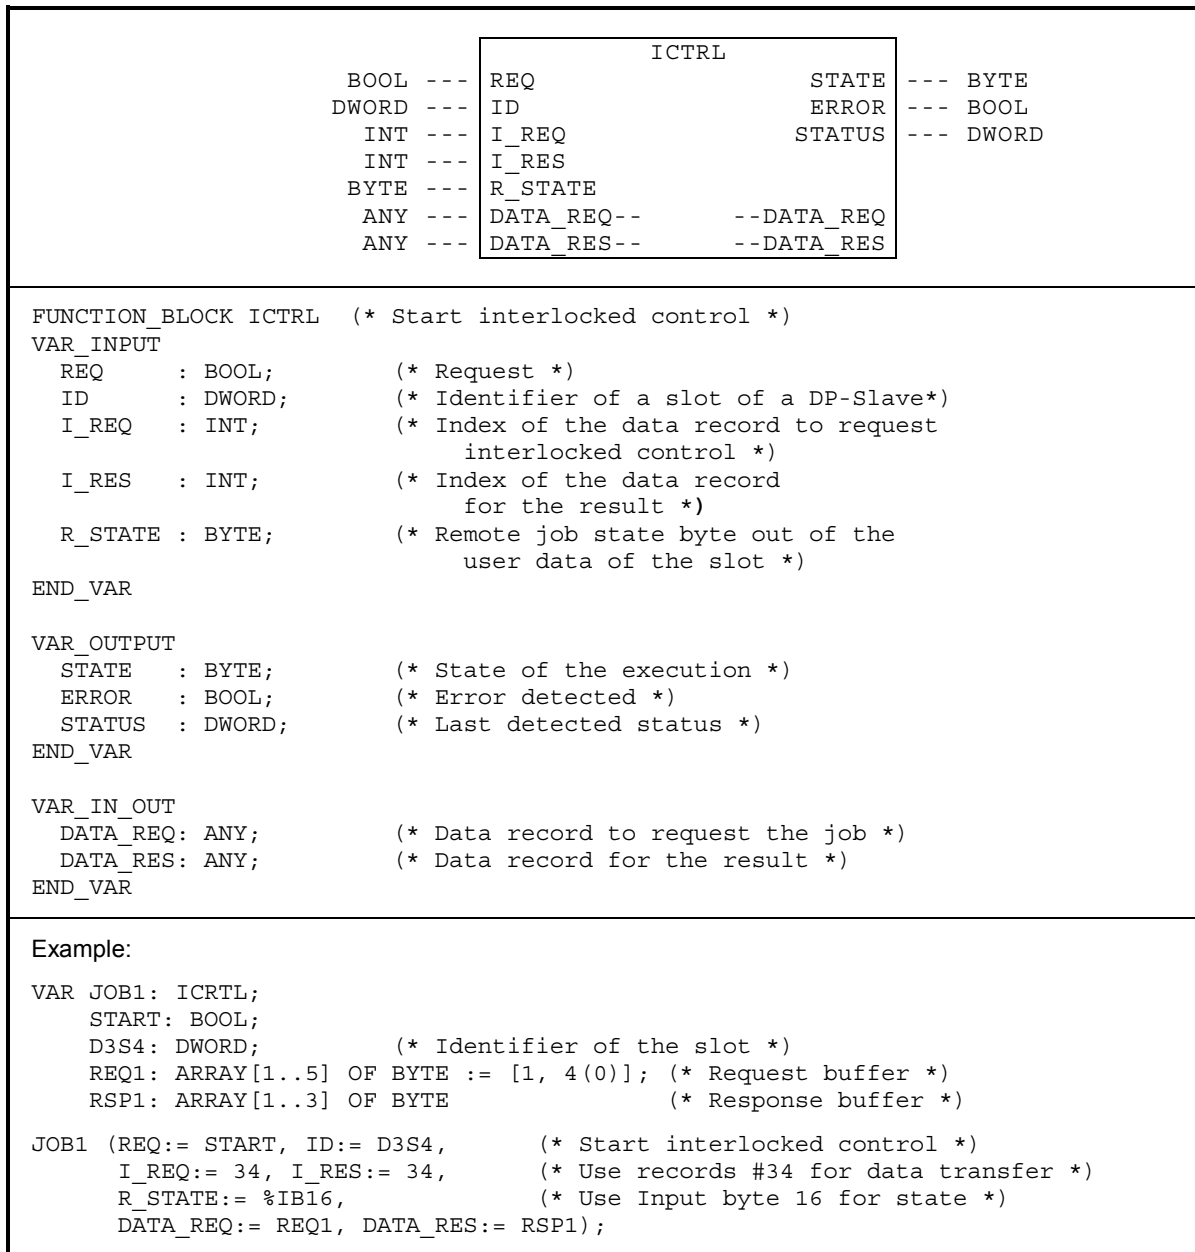 ICTRL
BOOL --- REQ STATE --- BYTE
DWORD --- ID ERROR --- BOOL
INT --- I_REQ STATUS --- DWORD
INT --- I_RES
BYTE --- R_STATE
ANY --- DATA_REQ-- --DATA_REQ
ANY --- DATA_RES-- --DATA_RES
FUNCTION_BLOCK ICTRL (* Start interlocked control *)
VAR_INPUT
REQ : BOOL; (* Request *)
ID : DWORD; (* Identifier of a slot of a DP-Slave*)
I_REQ : INT; (* Index of the data record to request
interlocked control *)
I_RES : INT; (* Index of the data record
for the result *)
R_STATE : BYTE; (* Remote job state byte out of the
user data of the slot *)
END_VAR
VAR_OUTPUT
STATE : BYTE; (* State of the execution *)
ERROR : BOOL; (* Error detected *)
STATUS : DWORD; (* Last detected status *)
END_VAR
VAR_IN_OUT
DATA_REQ: ANY; (* Data record to request the job *)
DATA_RES: ANY; (* Data record for the result *)
END_VAR
Example:
VAR JOB1: ICRTL;
START: BOOL;
D3S4: DWORD; (* Identifier of the slot *)
REQ1: ARRAY[1..5] OF BYTE := [1, 4(0)]; (* Request buffer *)
RSP1: ARRAY[1..3] OF BYTE (* Response buffer *)
JOB1 (REQ:= START, ID:= D3S4, (* Start interlocked control *)
I_REQ:= 34, I_RES:= 34, (* Use records #34 for data transfer *)
R_STATE:= %IB16, (* Use Input byte 16 for state *)
DATA_REQ:= REQ1, DATA_RES:= RSP1);